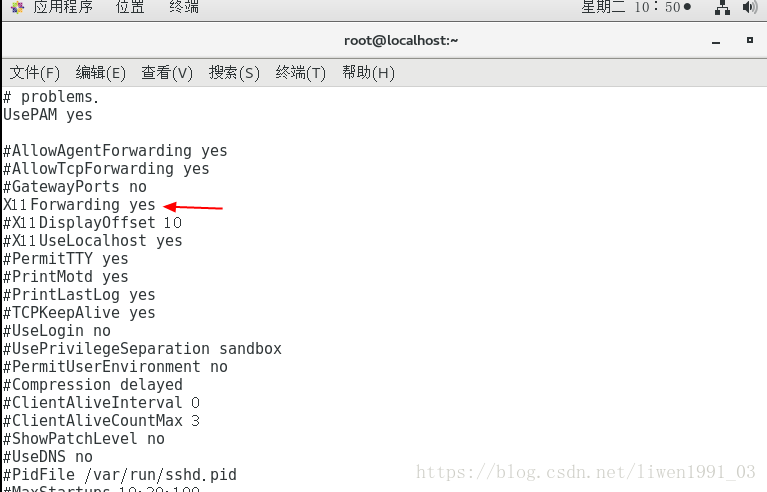 应用程序 位置 终端 星期二 10：50
root@localhost:~
文件(F) 编辑(E) 查看(V) 搜索(S) 终端(T) 帮助(H)
# problems.
UsePAM yes
#AllowAgentForwarding yes
#AllowTcpForwarding yes
#GatewayPorts no
X11Forwarding yes
#X11DisplayOffset 10
#X11UseLocalhost yes
#PermitTTY yes
#PrintMotd yes
#PrintLastLog yes
#TCPKeepAlive yes
#UseLogin no
#UsePrivilegeSeparation sandbox
#PermitUserEnvironment no
#Compression delayed
#ClientAliveInterval 0
#ClientAliveCountMax 3
#ShowPatchLevel no
#UseDNS no
#PidFile /var/run/sshd.pid
#MaxStartups 10:30:100
https://blog.csdn.net/liwen1991_03